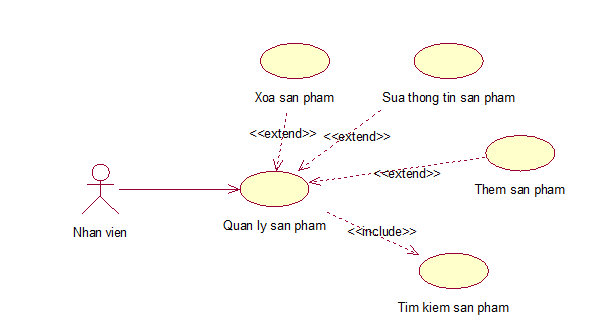 Xoa san pham
Sua thong tin san pham
<<extend>>
<<extend>>
<<extend>>
Them san pham
Nhan vien
Quan ly san pham
<<include>>
Tim kiem san pham